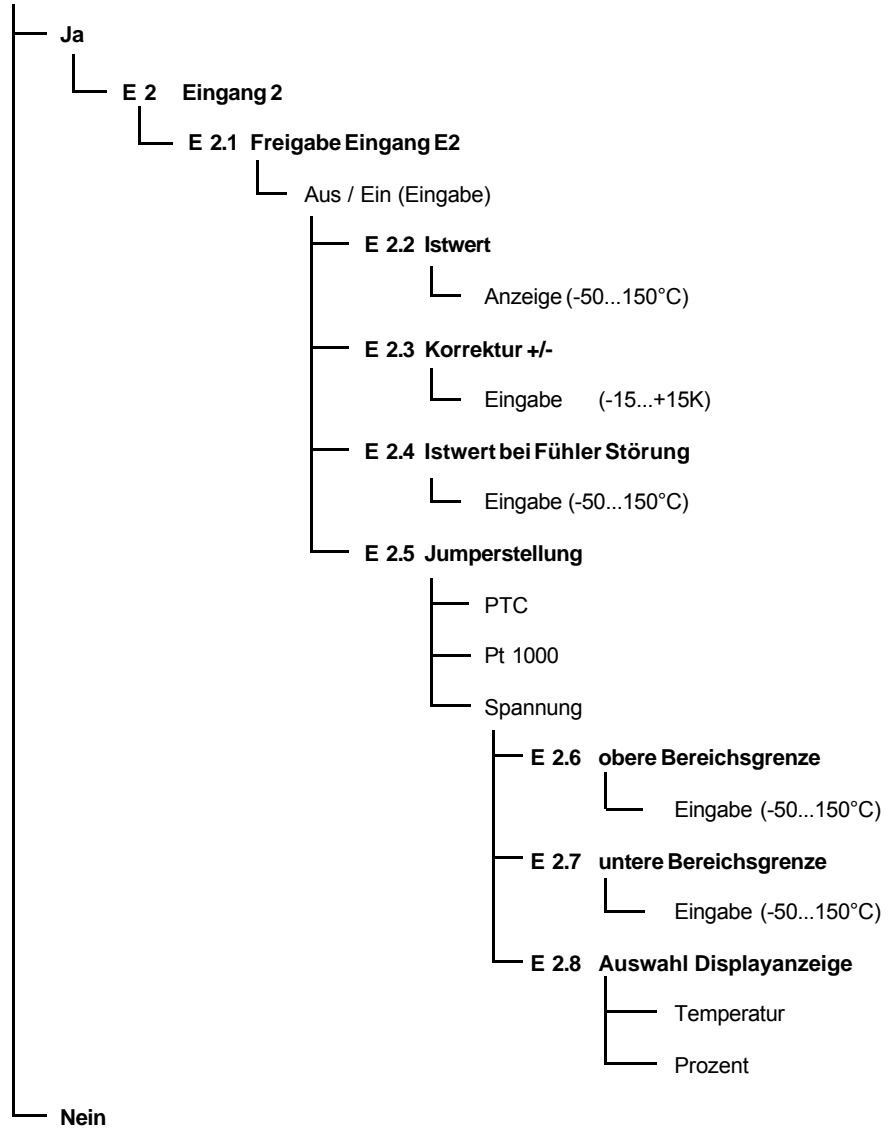 Ja
E 2 Eingang 2
E 2.1 Freigabe Eingang E2
Aus / Ein (Eingabe)
E 2.2 Istwert
Anzeige (-50...150°C)
E 2.3 Korrektur +/-
Eingabe (-15...+15K)
E 2.4 Istwert bei Fühler Störung
Eingabe (-50...150°C)
E 2.5 Jumperstellung
PTC
Pt 1000
Spannung
E 2.6 obere Bereichsgrenze
Eingabe (-50...150°C)
E 2.7 untere Bereichsgrenze
Eingabe (-50...150°C)
E 2.8 Auswahl Displayanzeige
Temperatur
Prozent
Nein